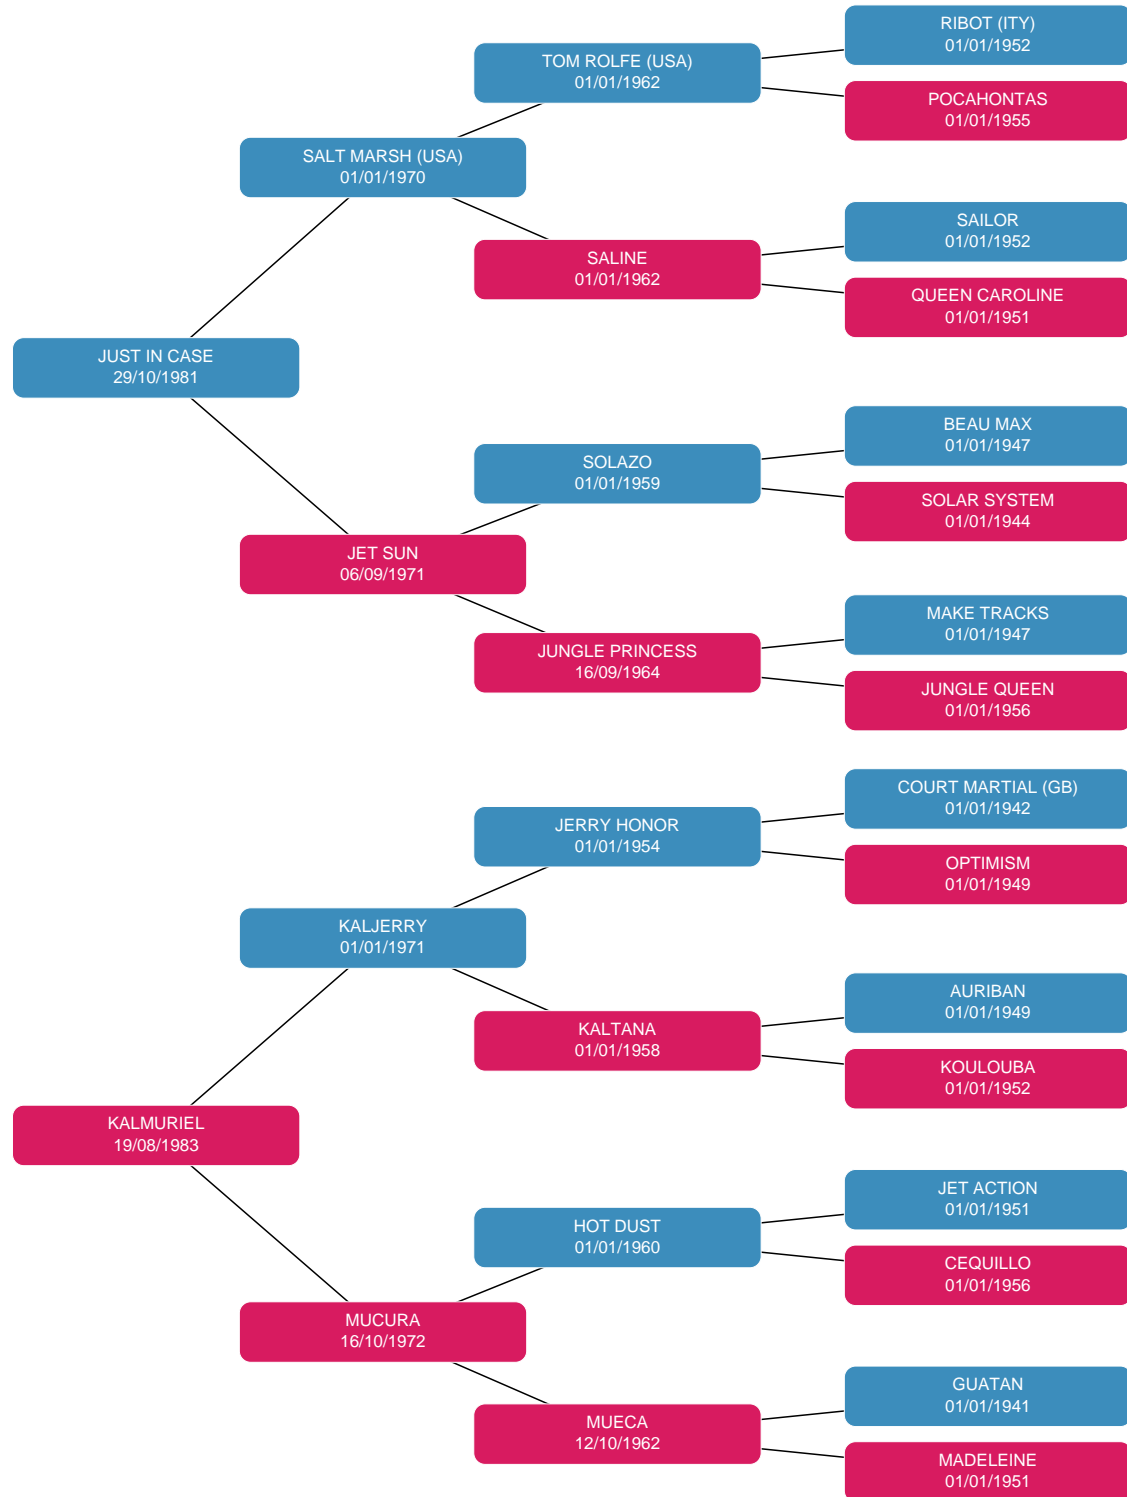 RIBOT (ITY)
01/01/1952
TOM ROLFE (USA)
01/01/1962
POCAHONTAS
01/01/1955
SALT MARSH (USA)
01/01/1970
SAILOR
01/01/1952
SALINE
01/01/1962
QUEEN CAROLINE
01/01/1951
JUST IN CASE
29/10/1981
BEAU MAX
01/01/1947
SOLAZO
01/01/1959
SOLAR SYSTEM
01/01/1944
JET SUN
06/09/1971
MAKE TRACKS
01/01/1947
JUNGLE PRINCESS
16/09/1964
JUNGLE QUEEN
01/01/1956
COURT MARTIAL (GB)
01/01/1942
JERRY HONOR
01/01/1954
OPTIMISM
01/01/1949
KALJERRY
01/01/1971
AURIBAN
01/01/1949
KALTANA
01/01/1958
KOULOUBA
01/01/1952
KALMURIEL
19/08/1983
JET ACTION
01/01/1951
HOT DUST
01/01/1960
CEQUILLO
01/01/1956
MUCURA
16/10/1972
GUATAN
01/01/1941
MUECA
12/10/1962
MADELEINE
01/01/1951